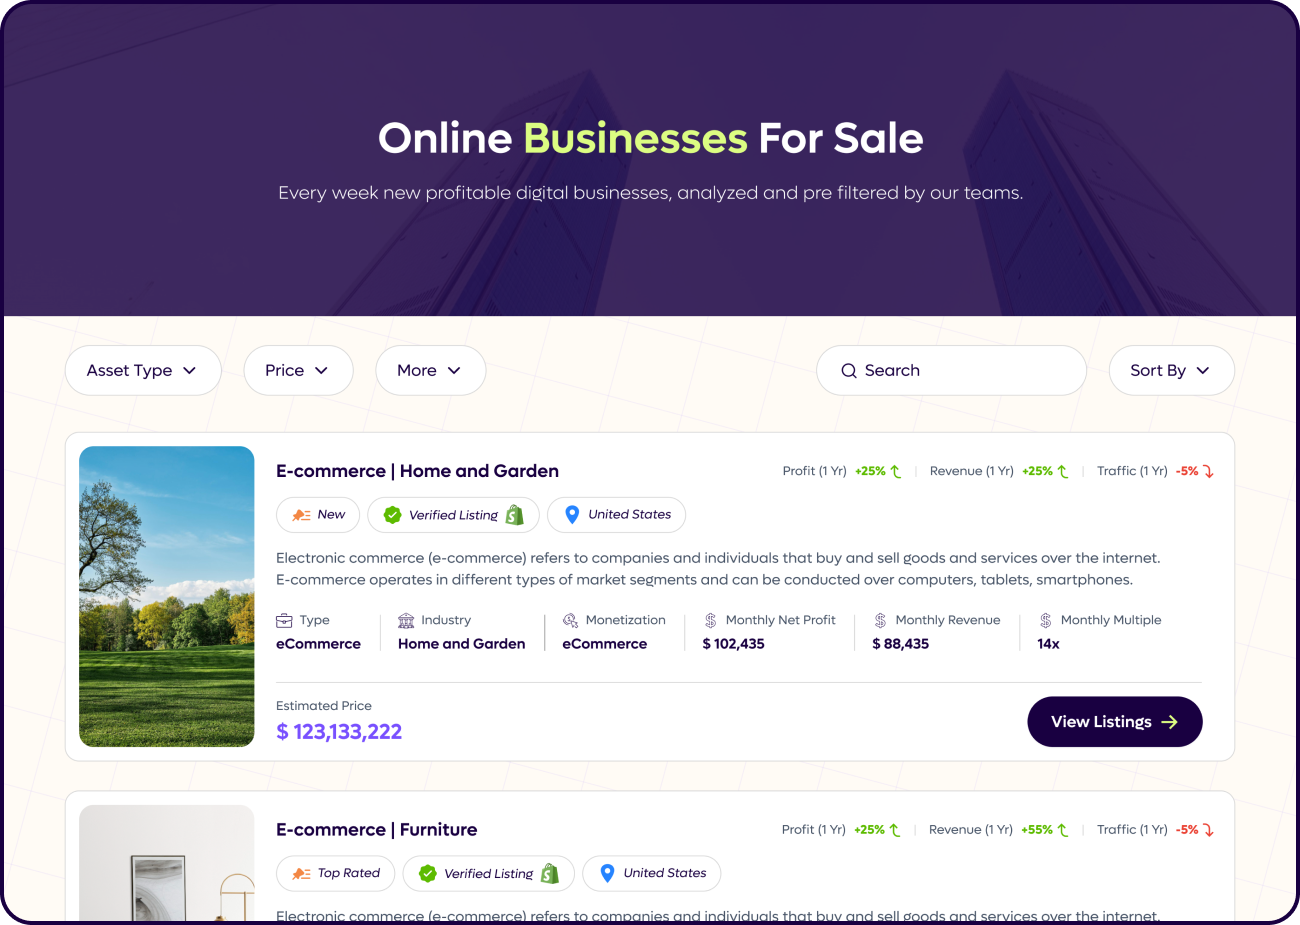 Online Businesses For Sale
Every week new profitable digital businesses, analyzed and pre filtered by our teams.
Asset Type
Price
More
Search
Sort By
E-commerce | Home and Garden
Profit (1 Yr) +25%
Revenue (1 Yr) +25%
Traffic (1 Yr) -5%
New
Verified Listing
United States
Electronic commerce (e-commerce) refers to companies and individuals that buy and sell goods and services over the internet.
E-commerce operates in different types of market segments and can be conducted over computers, tablets, smartphones.
Type
eCommerce
Industry
Home and Garden
Monetization
eCommerce
Monthly Net Profit
$ 102,435
Monthly Revenue
$ 88,435
Monthly Multiple
14x
Estimated Price
$ 123,133,222
View Listings
E-commerce | Furniture
Profit (1 Yr) +25%
Revenue (1 Yr) +55%
Traffic (1 Yr) -5%
Top Rated
Verified Listing
United States
Electronic commerce (e-commerce) refers to companies and individuals that buy and sell goods and services over the internet.